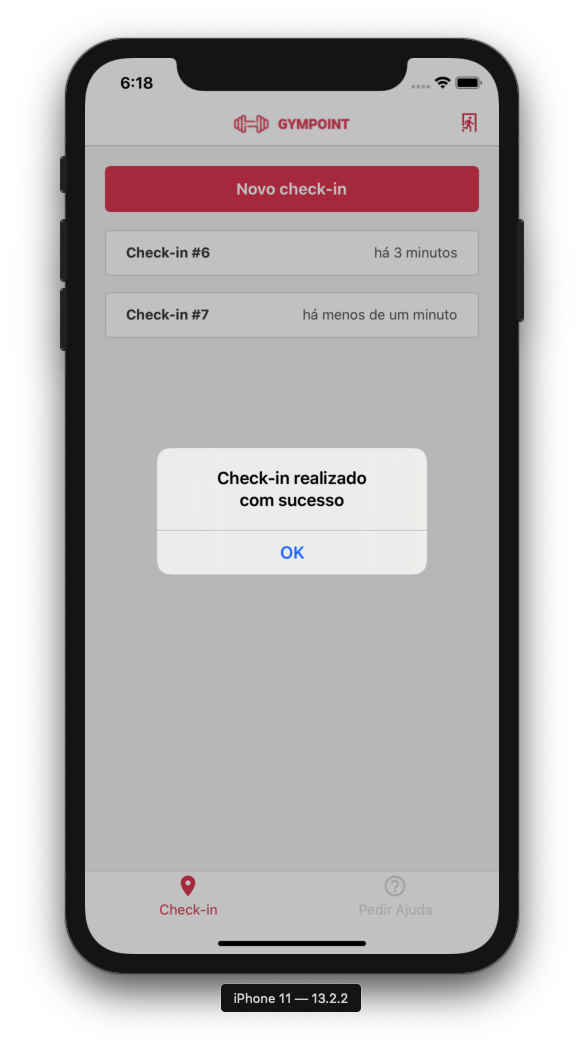 6:18
GYMPOINT
Novo check-in
Check-in #6 há 3 minutos
Check-in #7 há menos de um minuto
Check-in realizado
com sucesso
OK
Check-in Pedir Ajuda
iPhone 11 — 13.2.2